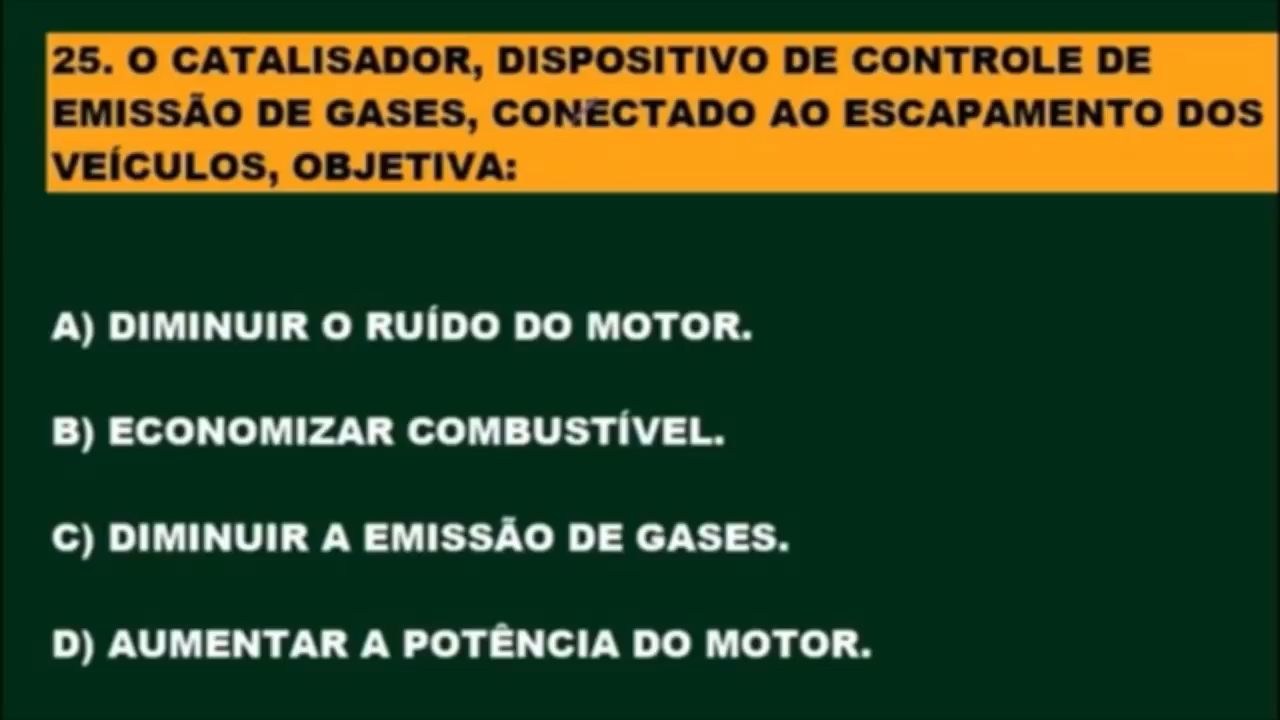 25. O CATALISADOR, DISPOSITIVO DE CONTROLE DE
EMISSÃO DE GASES, CONECTADO AO ESCAPAMENTO DOS
VEÍCULOS, OBJETIVA:
A) DIMINUIR O RUÍDO DO MOTOR.
B) ECONOMIZAR COMBUSTÍVEL.
C) DIMINUIR A EMISSÃO DE GASES.
D) AUMENTAR A POTÊNCIA DO MOTOR.